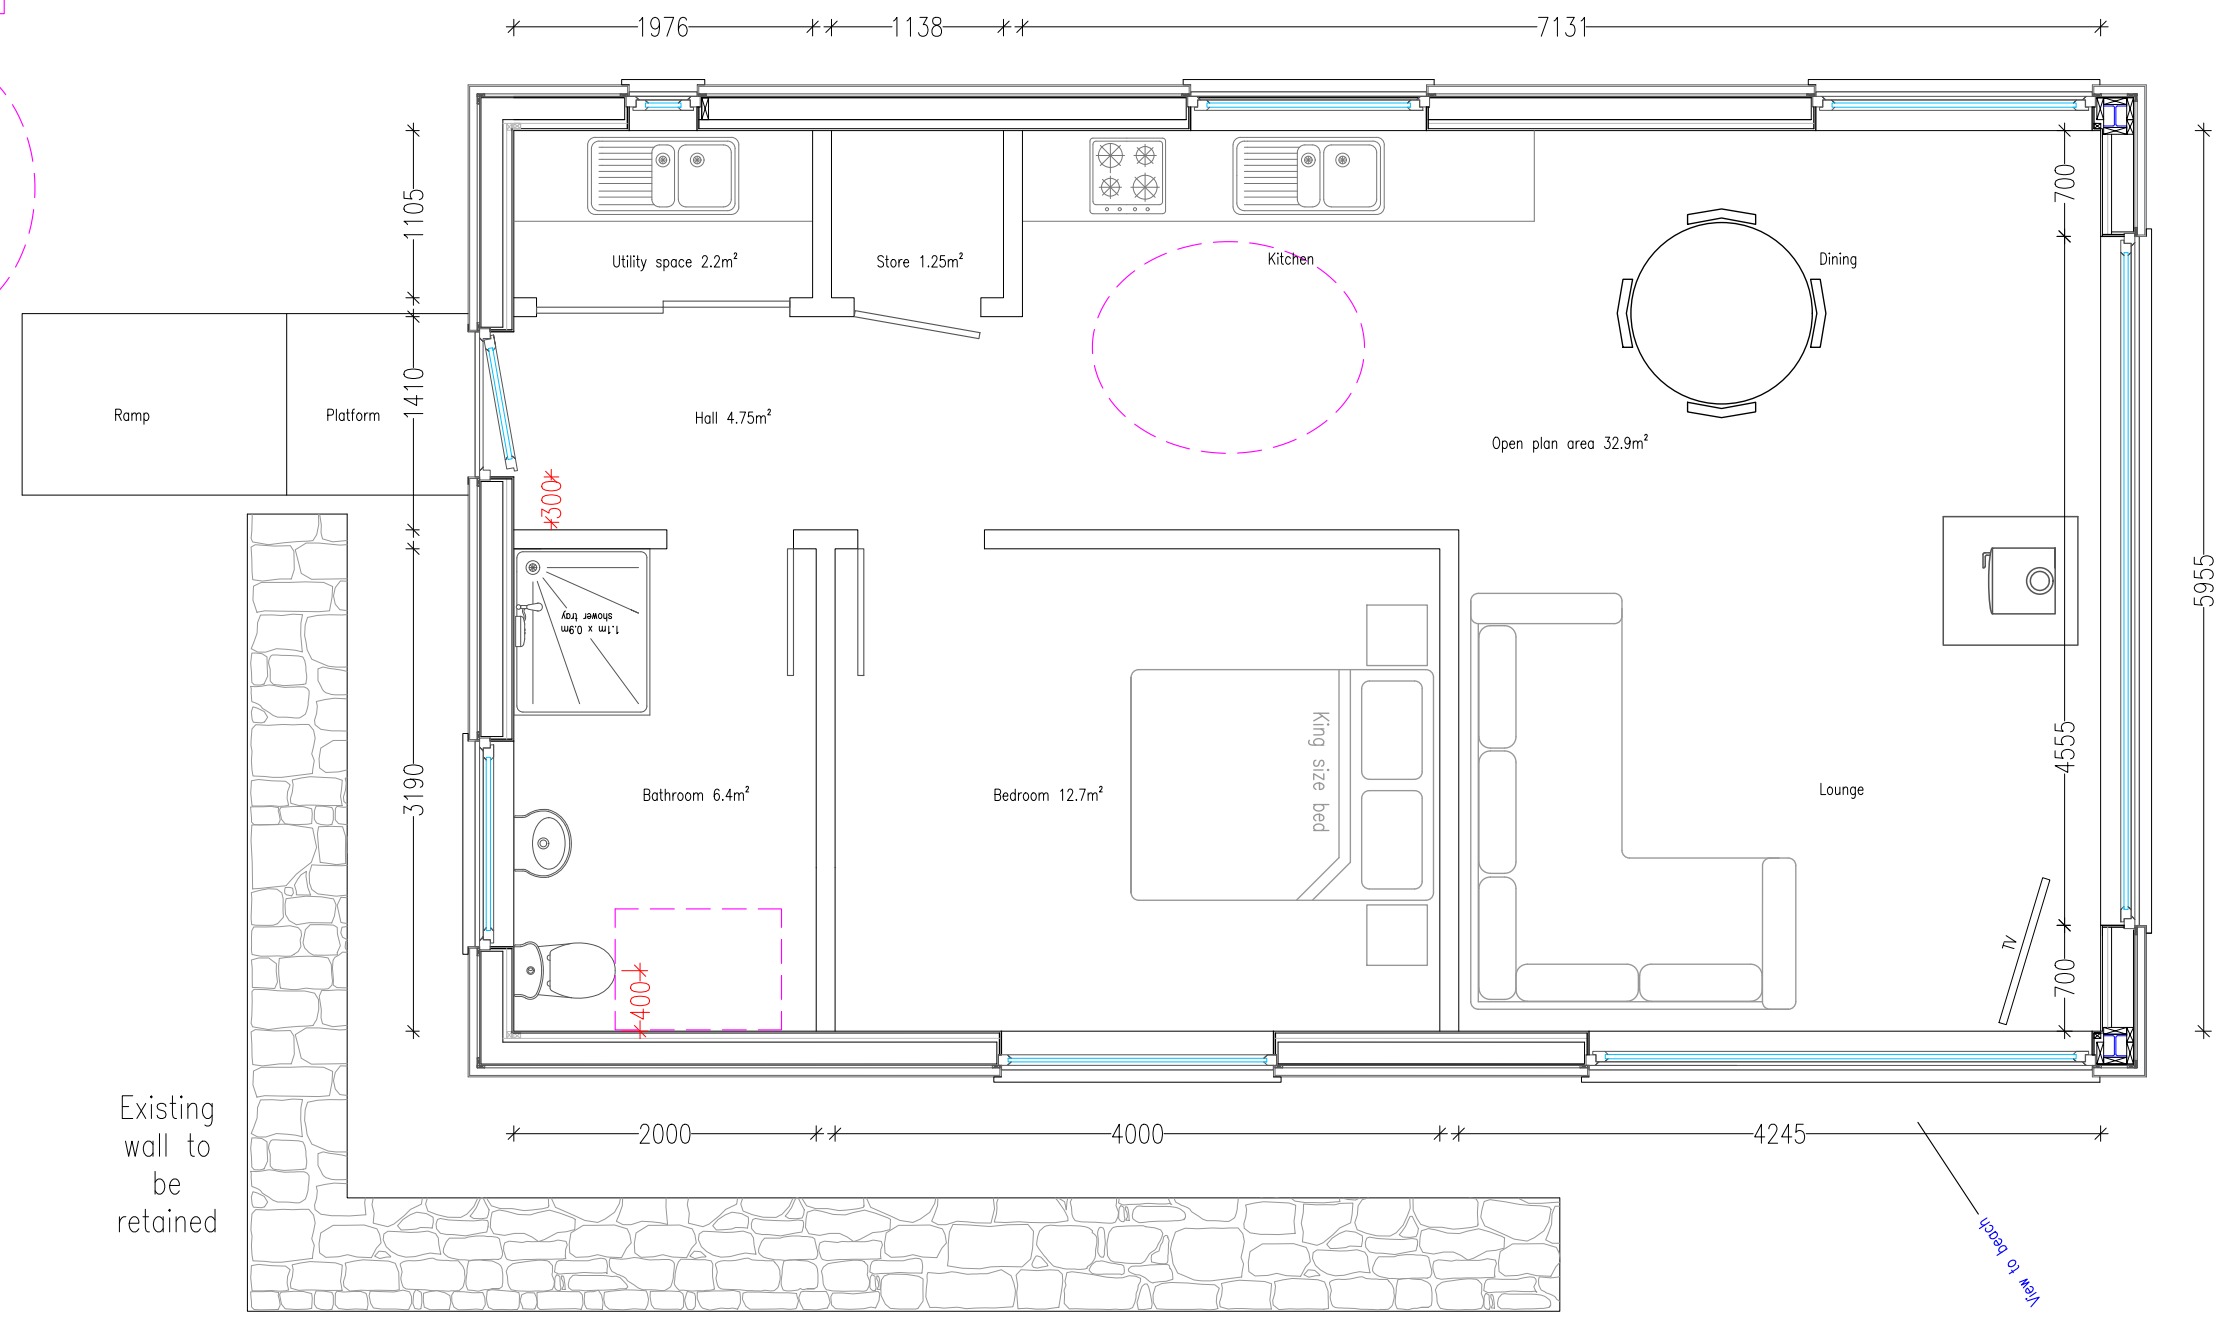 1976 1138 7131
1105
700
Utility space 2.2m²
Store 1.25m²
Kitchen
Dining
Ramp
Platform
1410
Hall 4.75m²
Open plan area 32.9m²
300
5955
1.1m x 0.9m
shower tray
King size bed
3190
Bathroom 6.4m²
Bedroom 12.7m²
Lounge
4555
TV
400
700
Existing
wall to
be
retained
2000 4000 4245
View to beach